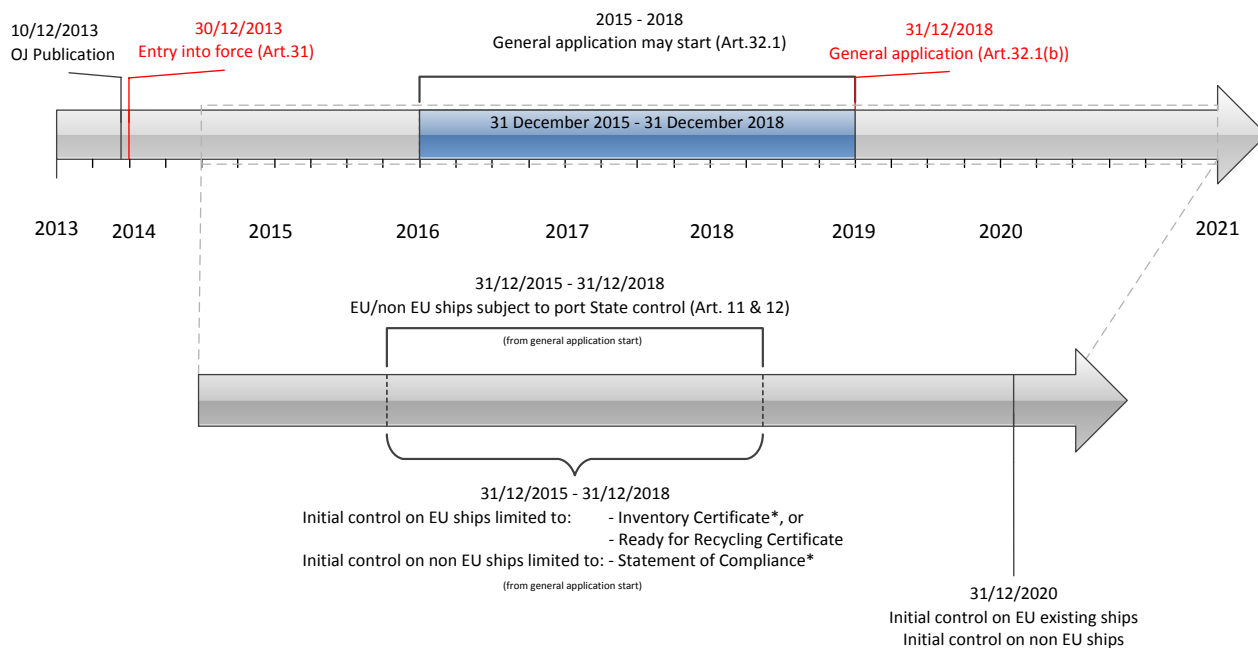 10/12/2013
OJ Publication
30/12/2013
Entry into force (Art.31)
2015 - 2018
General application may start (Art.32.1)
31/12/2018
General application (Art.32.1(b))
31 December 2015 - 31 December 2018
2013
2014
2015
2016
2017
2018
2019
2020
2021
31/12/2015 - 31/12/2018
EU/non EU ships subject to port State control (Art. 11 & 12)
(from general application start)
31/12/2015 - 31/12/2018
Initial control on EU ships limited to: - Inventory Certificate*, or
- Ready for Recycling Certificate
Initial control on non EU ships limited to: - Statement of Compliance*
(from general application start)
31/12/2020
Initial control on EU existing ships
Initial control on non EU ships